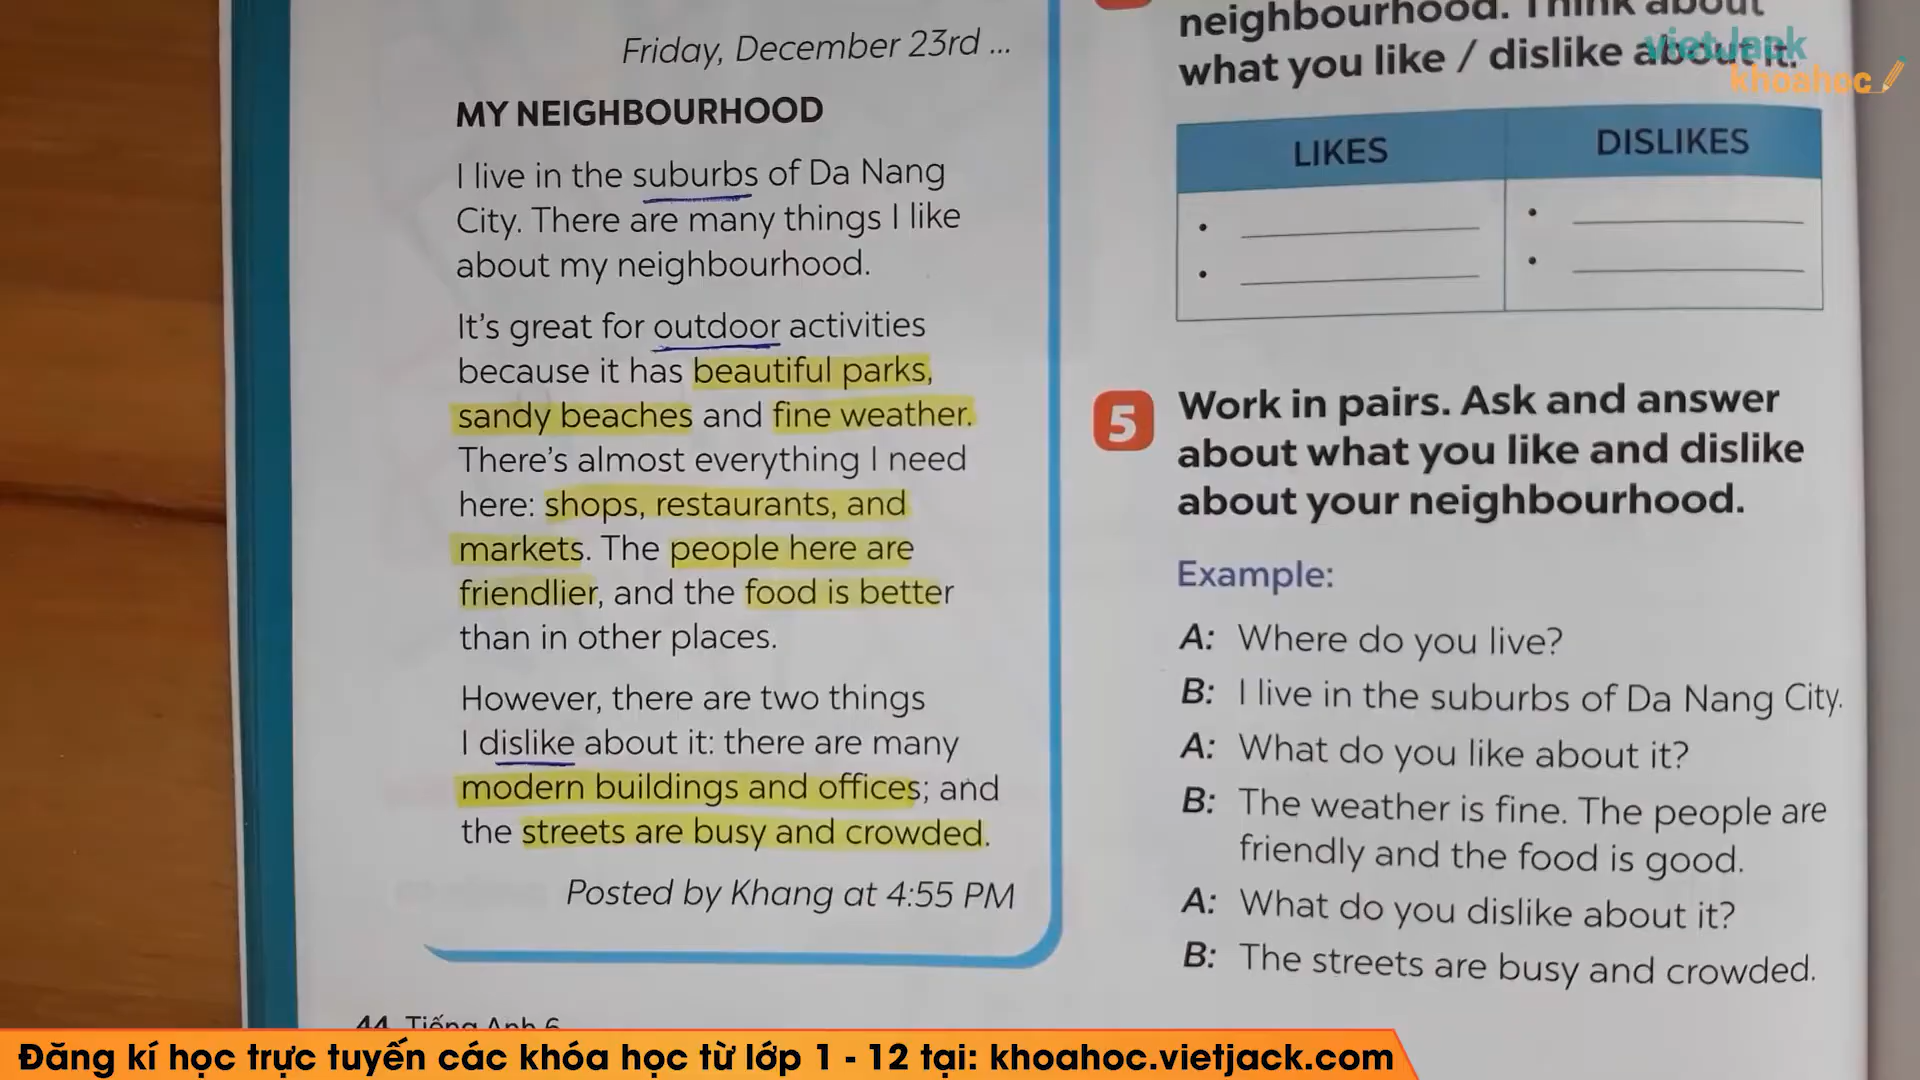 Friday, December 23rd ...
MY NEIGHBOURHOOD
I live in the suburbs of Da Nang
City. There are many things I like
about my neighbourhood.
It's great for outdoor activities
because it has beautiful parks,
sandy beaches and fine weather.
There's almost everything I need
here: shops, restaurants, and
markets. The people here are
friendlier, and the food is better
than in other places.
However, there are two things
I dislike about it: there are many
modern buildings and offices; and
the streets are busy and crowded.
Posted by Khang at 4:55 PM
44 Tiếng Anh 6
neighbourhood. Think about
what you like / dislike about it.
LIKES
DISLIKES
5 Work in pairs. Ask and answer
about what you like and dislike
about your neighbourhood.
Example:
A: Where do you live?
B: I live in the suburbs of Da Nang City.
A: What do you like about it?
B: The weather is fine. The people are
friendly and the food is good.
A: What do you dislike about it?
B: The streets are busy and crowded.
vietJack
khoahoc
Đăng kí học trực tuyến các khóa học từ lớp 1 - 12 tại: khoahoc.vietjack.com